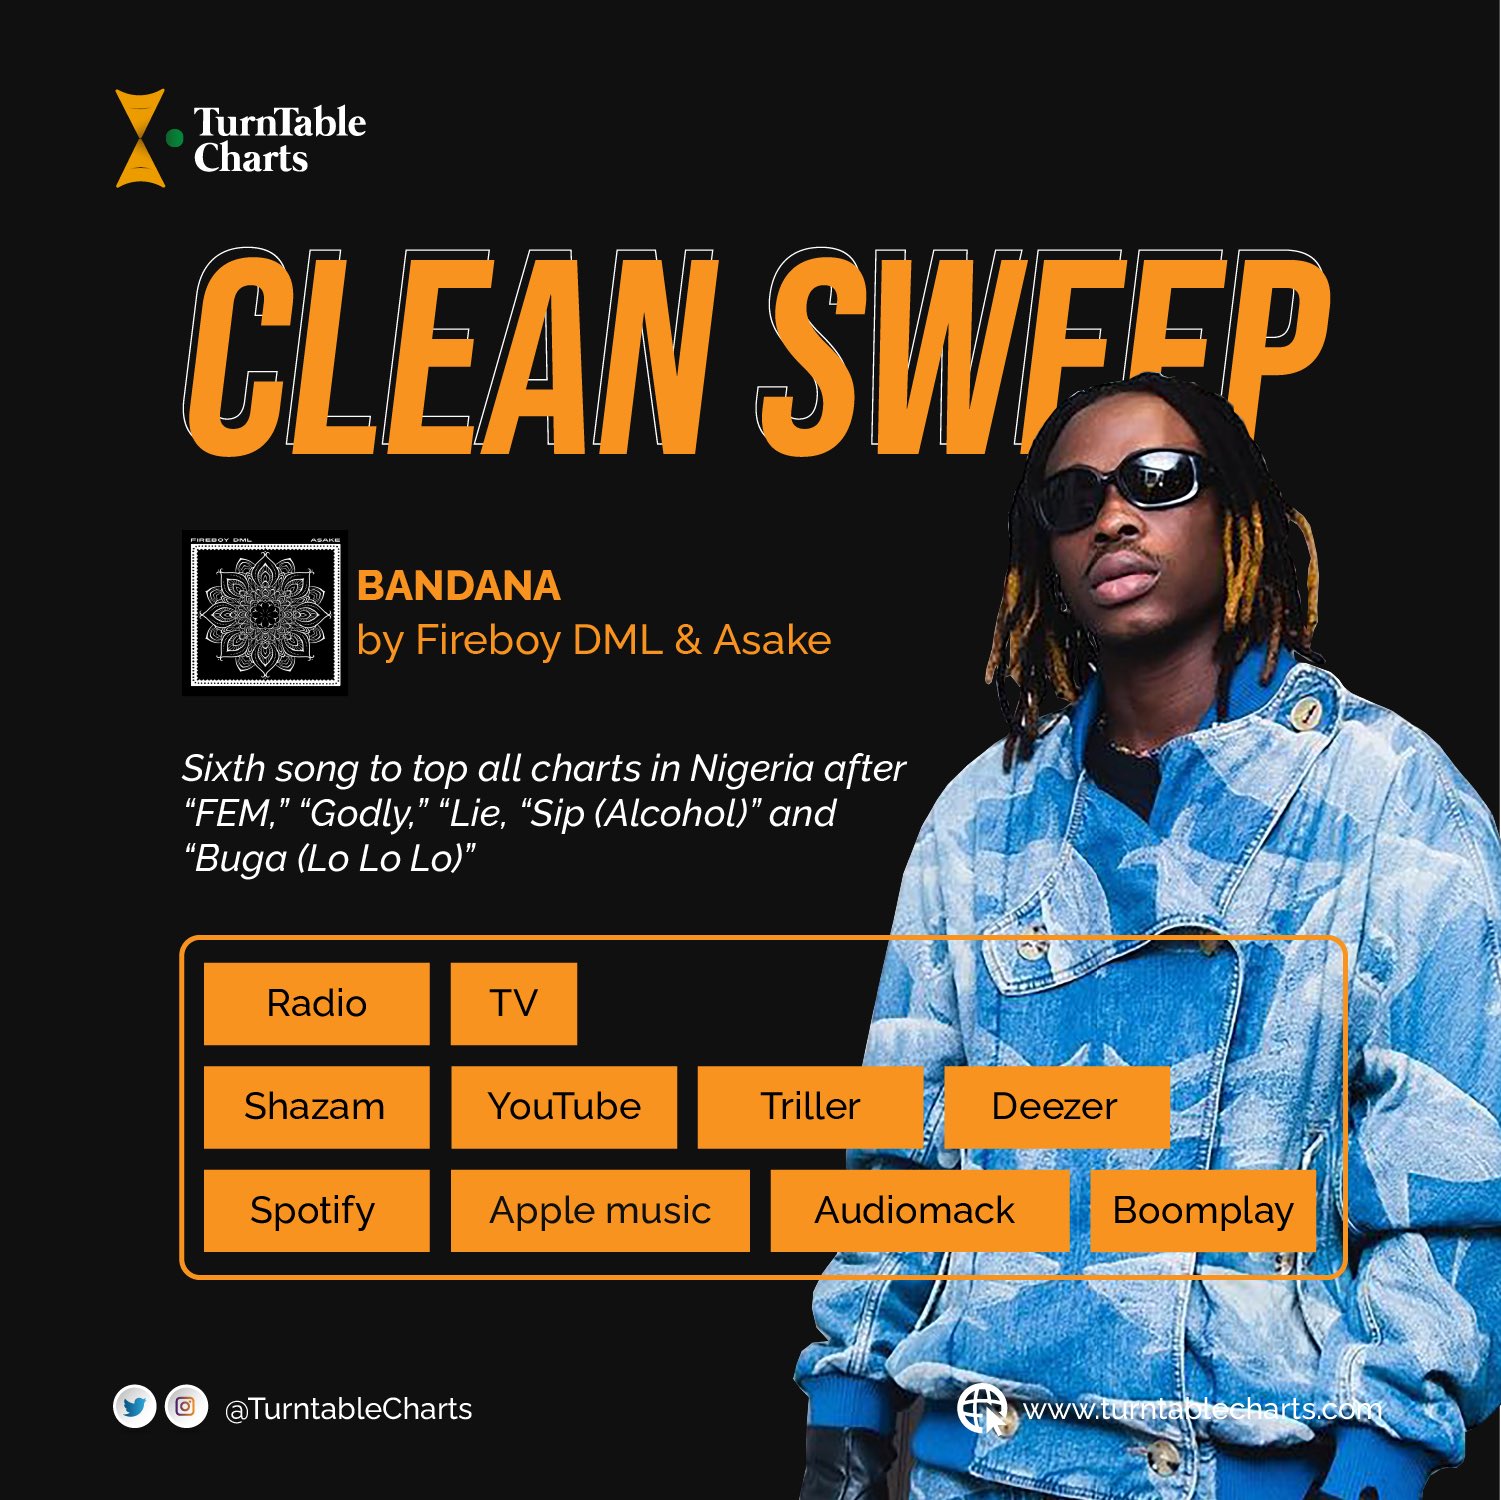 TurnTable
Charts
CLEAN SWEEP
FIREBOY DML ASAKE
BANDANA
by Fireboy DML & Asake
Sixth song to top all charts in Nigeria after
“FEM,” “Godly,” “Lie, “Sip (Alcohol)” and
“Buga (Lo Lo Lo)”
Radio TV
Shazam YouTube Triller Deezer
Spotify Apple music Audiomack Boomplay
@TurntableCharts www.turntablecharts.com